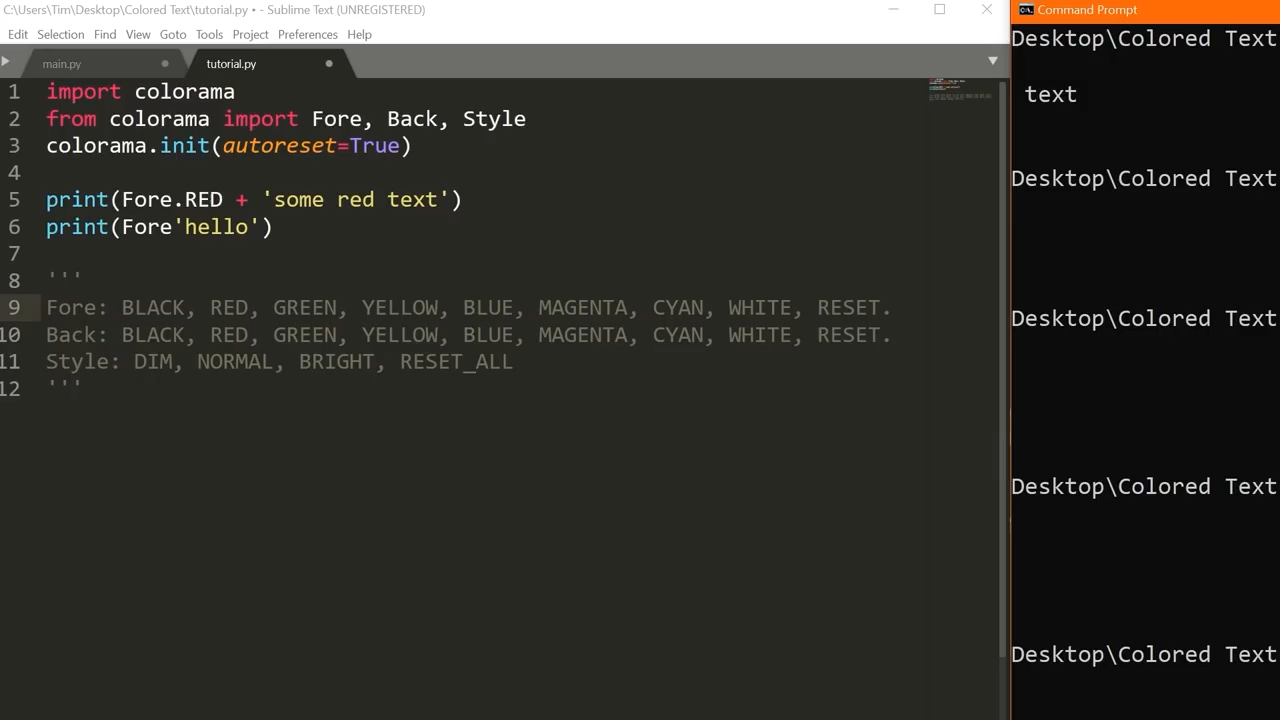 C:\Users\Tim\Desktop\Colored Text\tutorial.py • - Sublime Text (UNREGISTERED)
Edit Selection Find View Goto Tools Project Preferences Help
main.py tutorial.py
1 import colorama
2 from colorama import Fore, Back, Style
3 colorama.init(autoreset=True)
4
5 print(Fore.RED + 'some red text')
6 print(Fore'hello')
7
8 '''
9 Fore: BLACK, RED, GREEN, YELLOW, BLUE, MAGENTA, CYAN, WHITE, RESET.
10 Back: BLACK, RED, GREEN, YELLOW, BLUE, MAGENTA, CYAN, WHITE, RESET.
11 Style: DIM, NORMAL, BRIGHT, RESET_ALL
12 '''
Command Prompt
Desktop\Colored Text
text
Desktop\Colored Text
Desktop\Colored Text
Desktop\Colored Text
Desktop\Colored Text